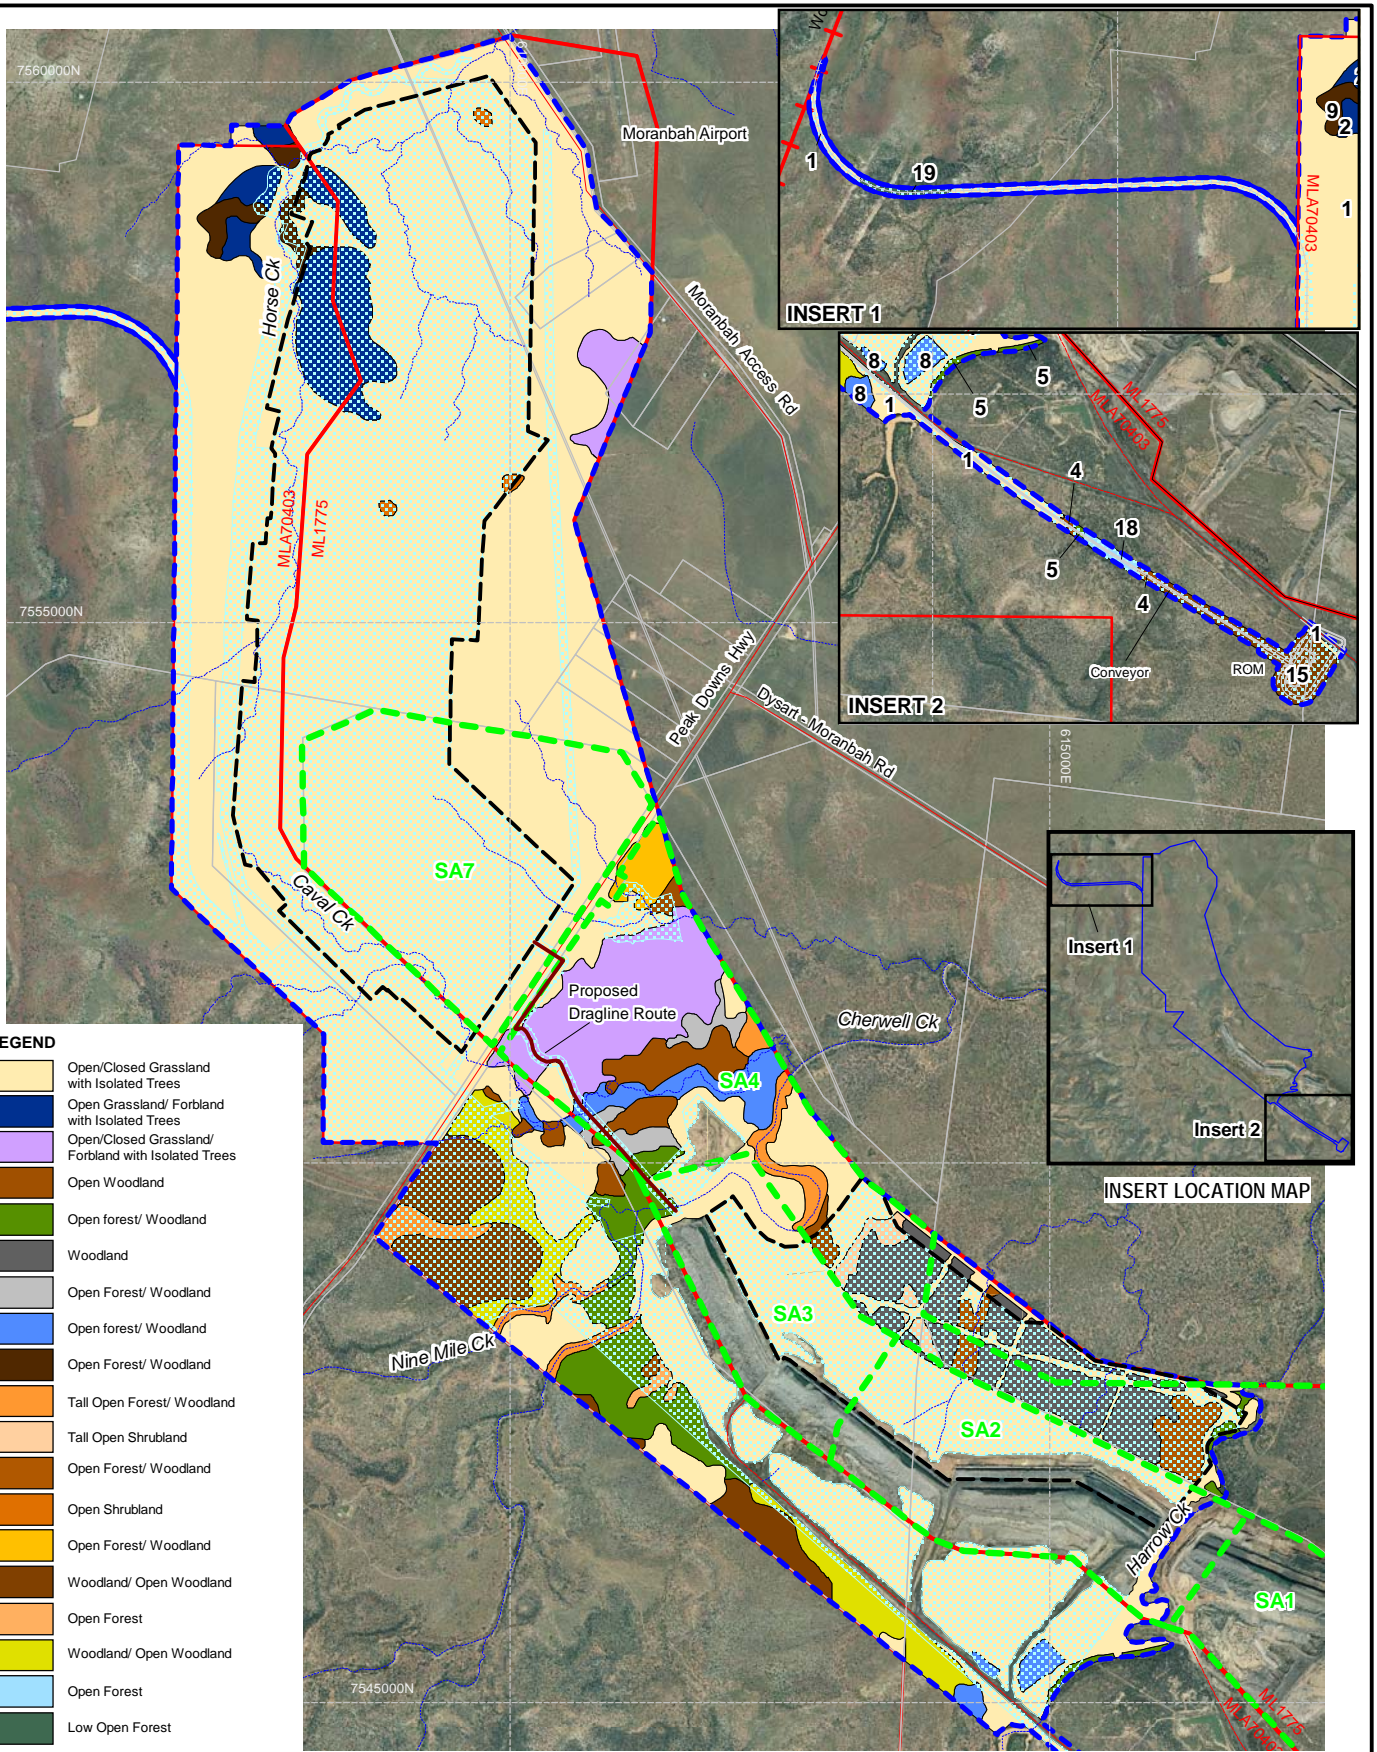 7560000N
Moranbah Airport
Horse Ck
Moranbah Access Rd
MLA70403
ML1775
7555000N
Peak Downs Hwy
Dysart - Moranbah Rd
615000E
SA7
Caval Ck
Proposed
Dragline Route
Cherwell Ck
SA4
SA3
SA2
SA1
Nine Mile Ck
Harrow Ck
7545000N
ML1775
1
19
9
2
1
MLA70403
INSERT 1
8
8
8
1
5
5
ML1775
MLA70403
1
4
18
5
4
1
15
Conveyor
ROM
INSERT 2
Insert 1
Insert 2
INSERT LOCATION MAP
EGEND
Open/Closed Grassland
with Isolated Trees
Open Grassland/ Forbland
with Isolated Trees
Open/Closed Grassland/
Forbland with Isolated Trees
Open Woodland
Open forest/ Woodland
Woodland
Open Forest/ Woodland
Open forest/ Woodland
Open Forest/ Woodland
Tall Open Forest/ Woodland
Tall Open Shrubland
Open Forest/ Woodland
Open Shrubland
Open Forest/ Woodland
Woodland/ Open Woodland
Open Forest
Woodland/ Open Woodland
Open Forest
Low Open Forest